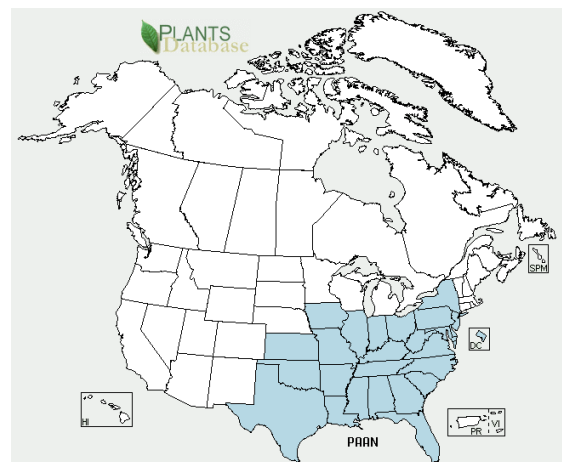 PLANTS
Database
SPM
DC
HI
PR VI
PAAN